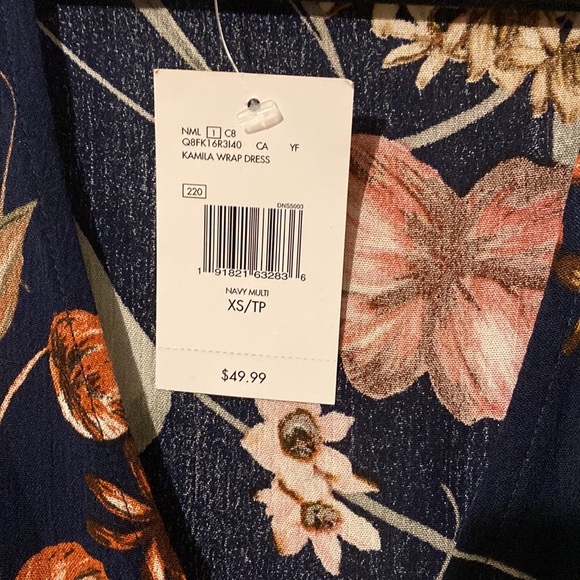 NML 1 C8
Q8FK16R3I40 CA YF
KAMILA WRAP DRESS
220
DNS5003
1 91821 63283 6
NAVY MULTI
XS/TP
$49.99